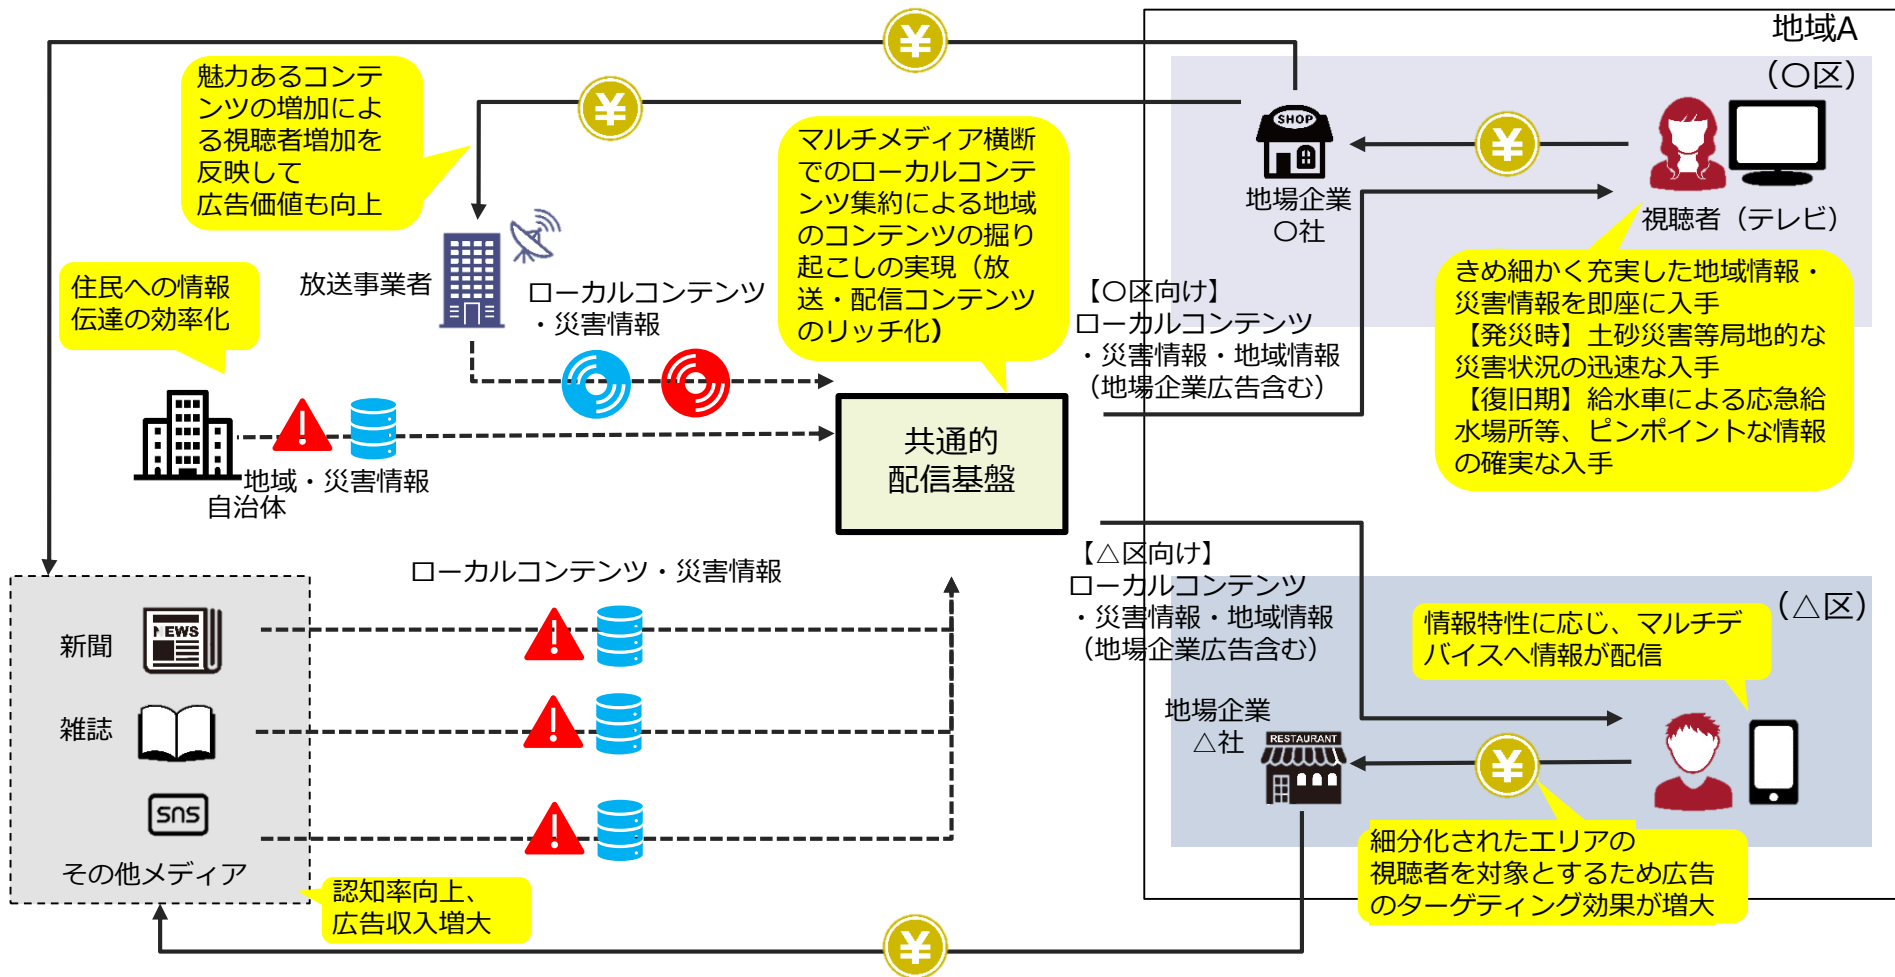 地域A
（〇区）
魅力あるコンテ
ンツの増加によ
る視聴者増加を
反映して
広告価値も向上
マルチメディア横断
でのローカルコンテ
ンツ集約による地域
のコンテンツの掘り
起こしの実現（放
送・配信コンテンツ
のリッチ化）
SHOP
地場企業
〇社
視聴者（テレビ）
きめ細かく充実した地域情報・
災害情報を即座に入手
【発災時】土砂災害等局地的な
災害状況の迅速な入手
【復旧期】給水車による応急給
水場所等、ピンポイントな情報
の確実な入手
住民への情報
伝達の効率化
放送事業者
ローカルコンテンツ
・災害情報
【〇区向け】
ローカルコンテンツ
・災害情報・地域情報
（地場企業広告含む）
地域・災害情報
自治体
共通的
配信基盤
ローカルコンテンツ・災害情報
【△区向け】
ローカルコンテンツ
・災害情報・地域情報
（地場企業広告含む）
（△区）
情報特性に応じ、マルチデ
バイスへ情報が配信
新聞
NEWS
雑誌
sns
その他メディア
認知率向上、
広告収入増大
地場企業
△社
RESTAURANT
細分化されたエリアの
視聴者を対象とするため広告
のターゲティング効果が増大
¥
¥
¥
¥
¥